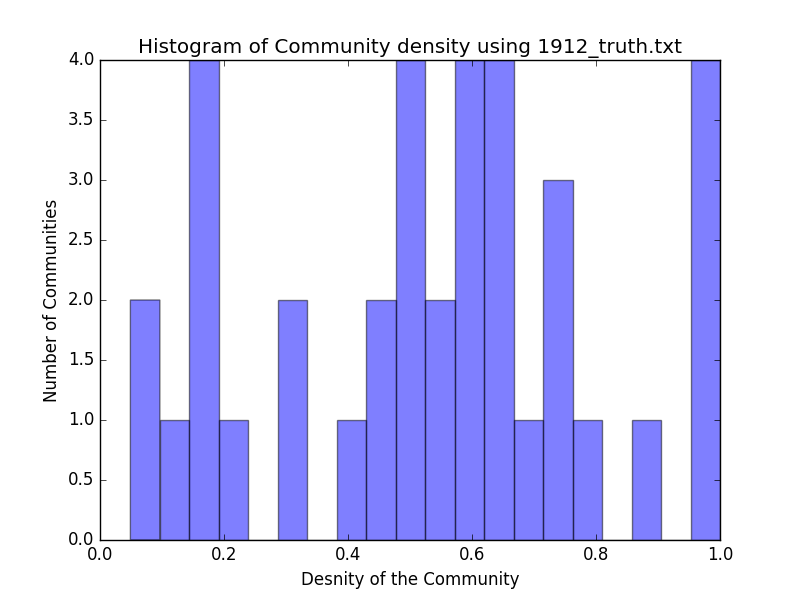 Histogram of Community density using 1912_truth.txt
4.0
3.5
3.0
2.5
2.0
1.5
1.0
0.5
0.0
Number of Communities
0.0 0.2 0.4 0.6 0.8 1.0
Desnity of the Community